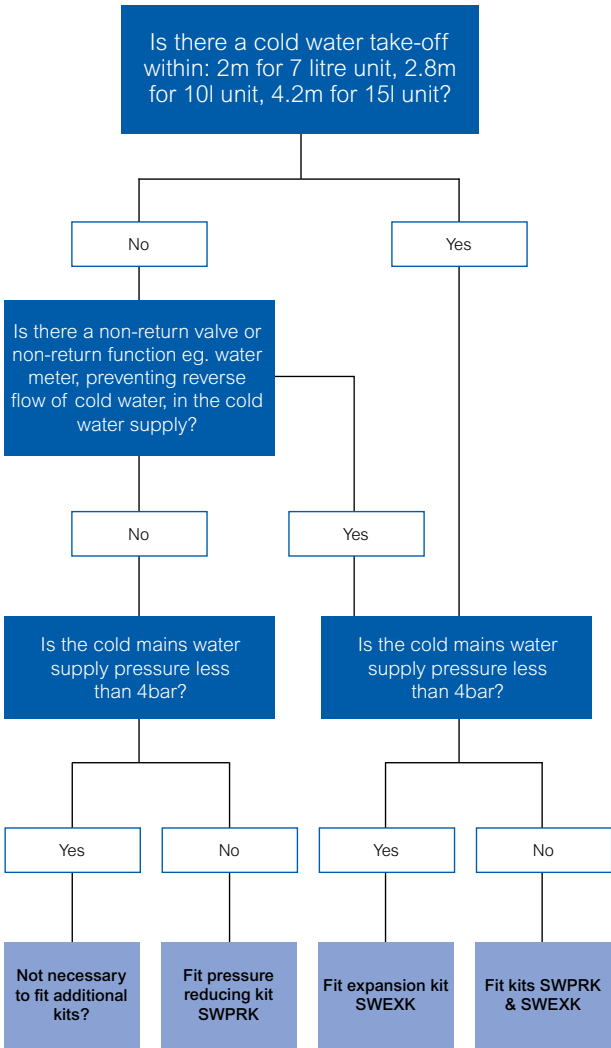 Is there a cold water take-off
within: 2m for 7 litre unit, 2.8m
for 10l unit, 4.2m for 15l unit?
No
Yes
Is there a non-return valve or
non-return function eg. water
meter, preventing reverse
flow of cold water, in the cold
water supply?
No
Yes
Is the cold mains water
supply pressure less
than 4bar?
Is the cold mains water
supply pressure less
than 4bar?
Yes
No
Yes
No
Not necessary
to fit additional
kits?
Fit pressure
reducing kit
SWPRK
Fit expansion kit
SWEXK
Fit kits SWPRK
& SWEXK